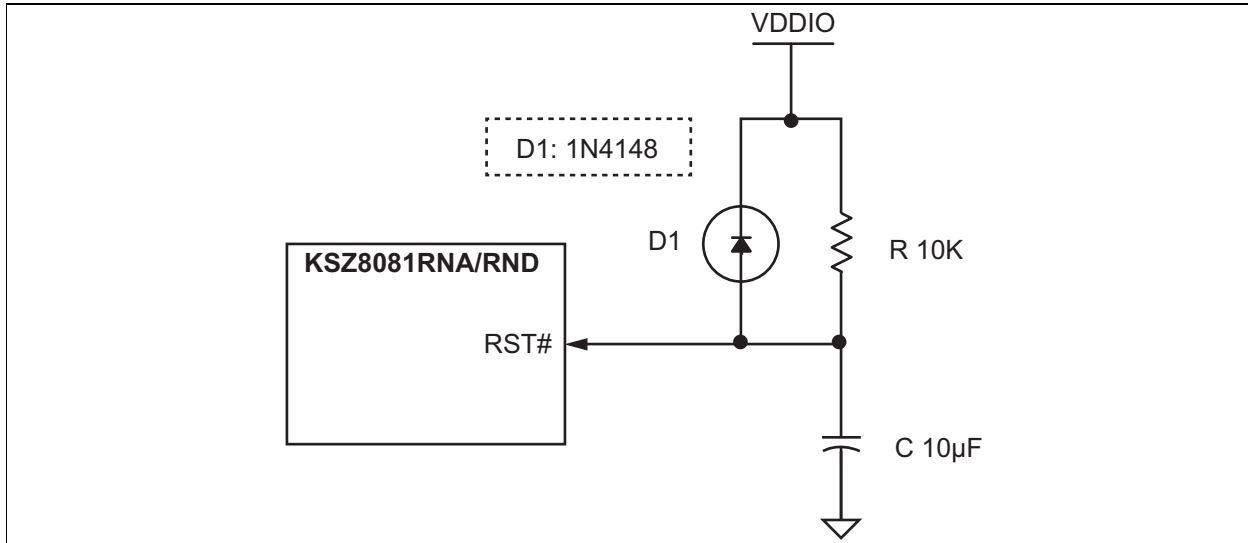 VDDIO
D1: 1N4148
D1
R 10K
KSZ8081RNA/RND
RST#
C 10µF